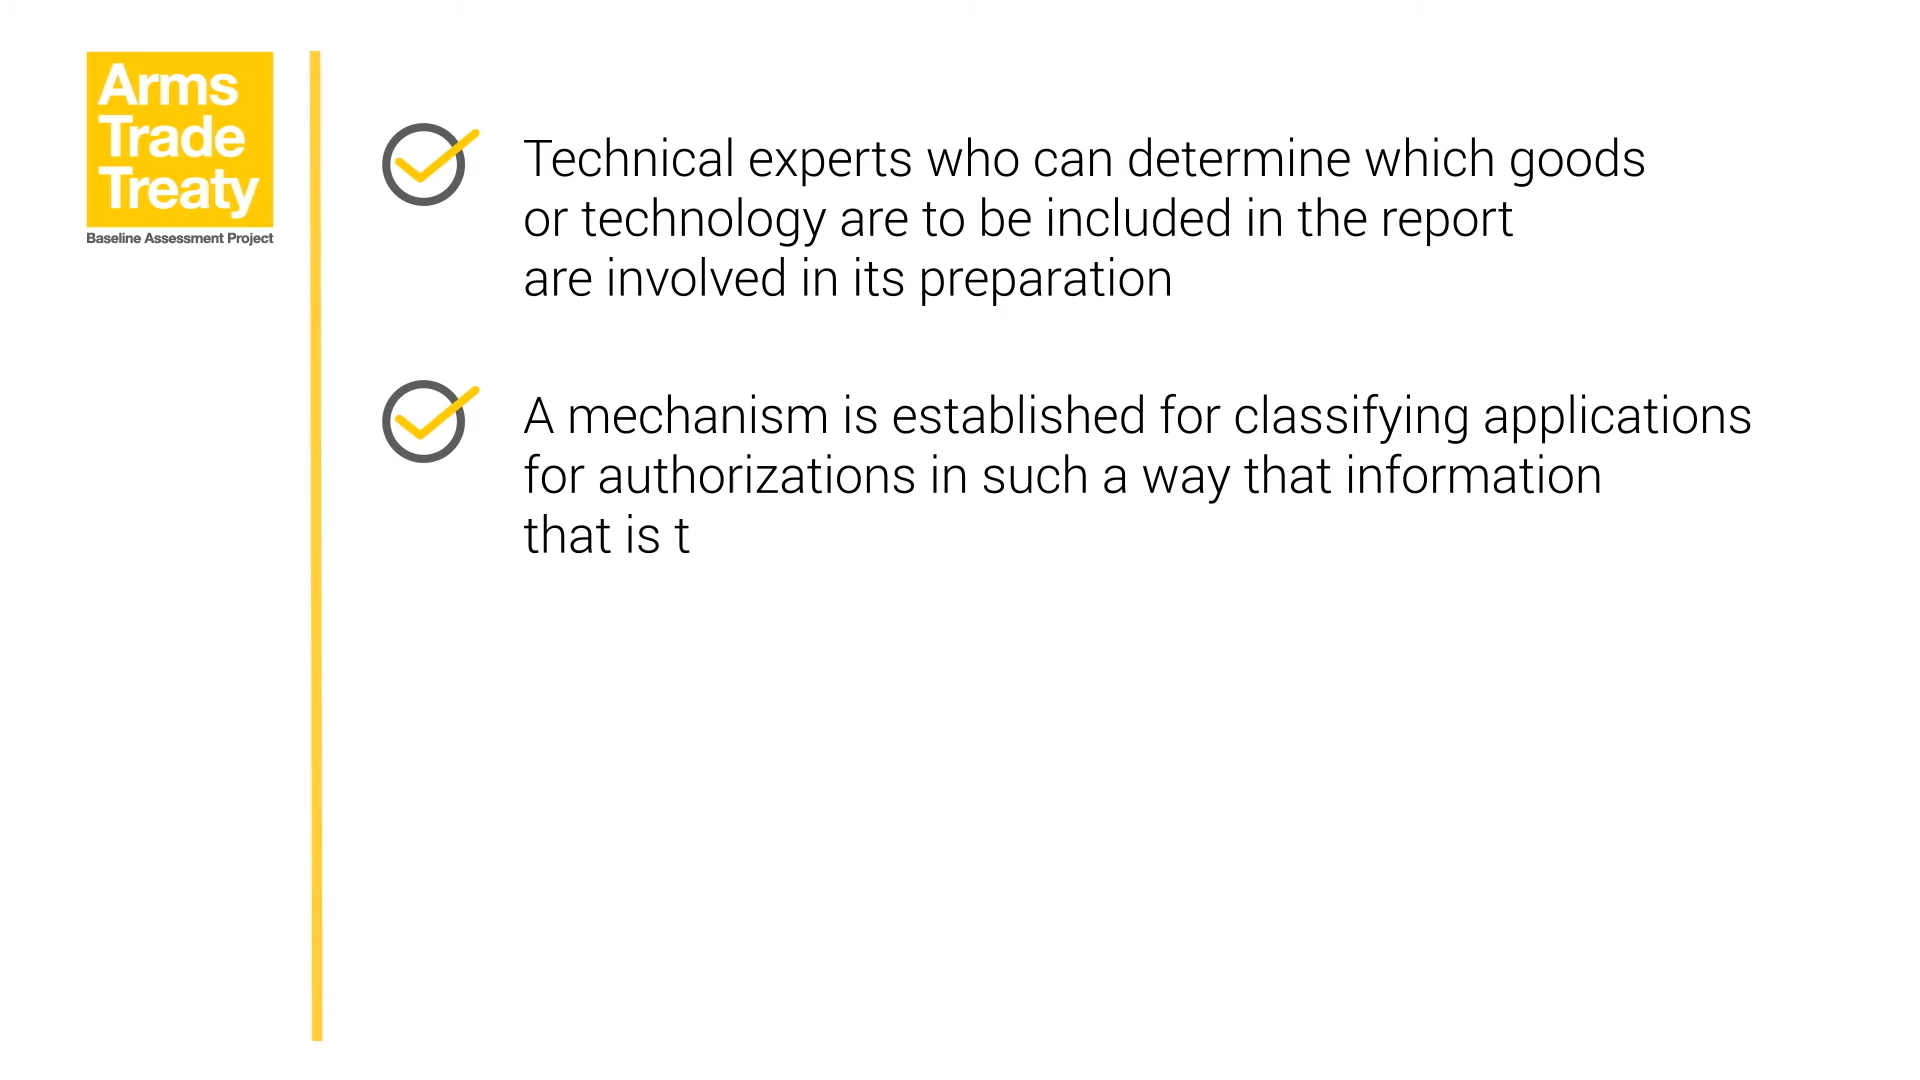 Arms
Trade
Treaty
Baseline Assessment Project
Technical experts who can determine which goods
or technology are to be included in the report
are involved in its preparation
A mechanism is established for classifying applications
for authorizations in such a way that information
that is t